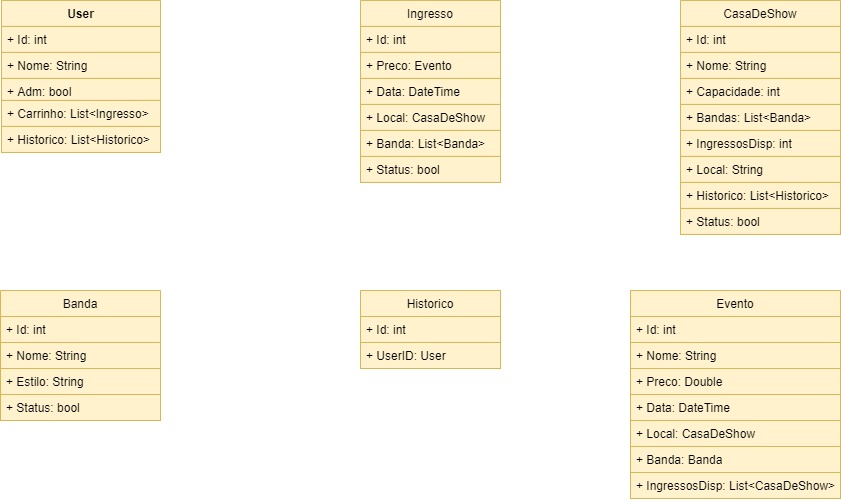 User
+ Id: int
+ Nome: String
+ Adm: bool
+ Carrinho: List<Ingresso>
+ Historico: List<Historico>
Ingresso
+ Id: int
+ Preco: Evento
+ Data: DateTime
+ Local: CasaDeShow
+ Banda: List<Banda>
+ Status: bool
CasaDeShow
+ Id: int
+ Nome: String
+ Capacidade: int
+ Bandas: List<Banda>
+ IngressosDisp: int
+ Local: String
+ Historico: List<Historico>
+ Status: bool
Banda
+ Id: int
+ Nome: String
+ Estilo: String
+ Status: bool
Historico
+ Id: int
+ UserID: User
Evento
+ Id: int
+ Nome: String
+ Preco: Double
+ Data: DateTime
+ Local: CasaDeShow
+ Banda: Banda
+ IngressosDisp: List<CasaDeShow>